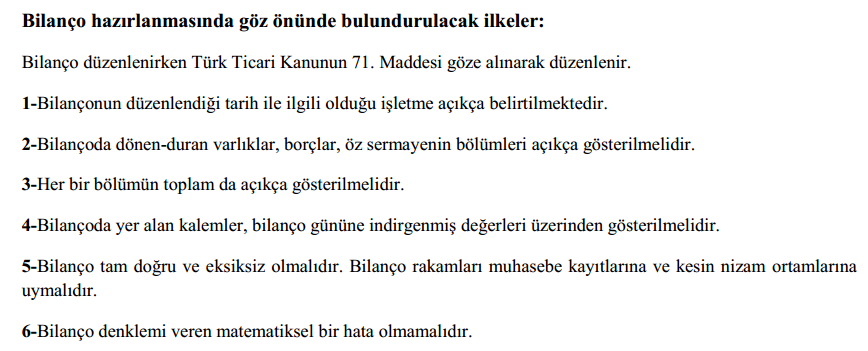 Bilanço hazırlanmasında göz önünde bulundurulacak ilkeler:
Bilanço düzenlenirken Türk Ticari Kanunun 71. Maddesi göze alınarak düzenlenir.
1-Bilançonun düzenlendiği tarih ile ilgili olduğu işletme açıkça belirtilmektedir.
2-Bilançoda dönen-duran varlıklar, borçlar, öz sermayenin bölümleri açıkça gösterilmelidir.
3-Her bir bölümün toplam da açıkça gösterilmelidir.
4-Bilançoda yer alan kalemler, bilanço gününe indirgenmiş değerleri üzerinden gösterilmelidir.
5-Bilanço tam doğru ve eksiksiz olmalıdır. Bilanço rakamları muhasebe kayıtlarına ve kesin nizam ortamlarına
uymalıdır.
6-Bilanço denklemi veren matematiksel bir hata olmamalıdır.